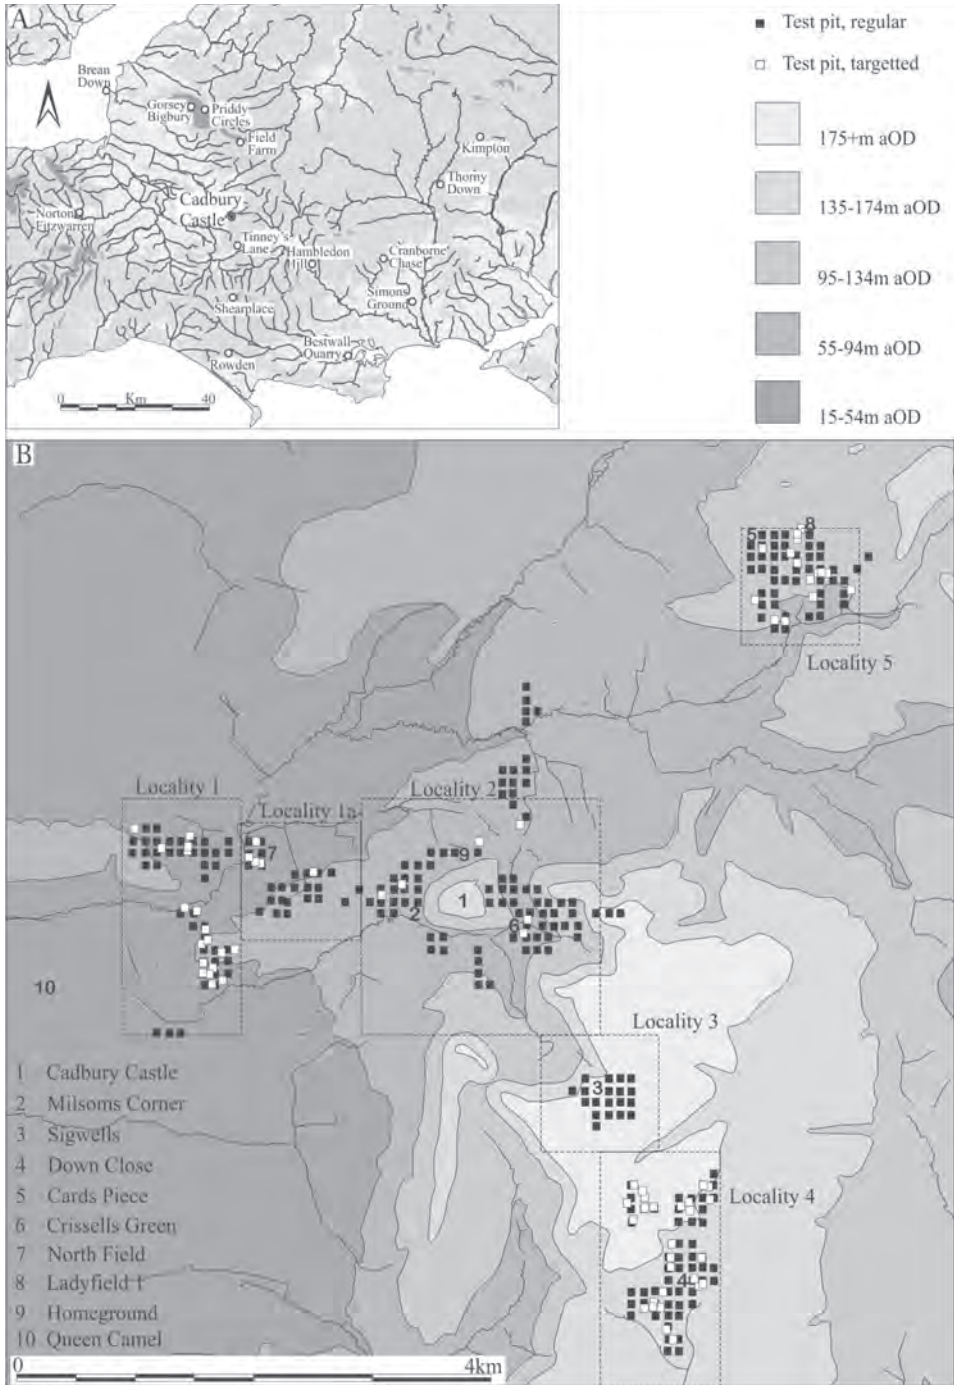 A
Brean
Down
Gorsey
Bigbury
Priddy
Circles
Field
Farm
Kimpton
Thorny
Down
Cadbury
Castle
Norton
Fitzwarren
Tinney's
Lane
Hambledon
Hill
Cranborne
Chase
Simons
Ground
Shearplace
Bestwall
Quarry
Rowden
0 Km 40
Test pit, regular
Test pit, targetted
175+m aOD
135-174m aOD
95-134m aOD
55-94m aOD
15-54m aOD
B
5
8
Locality 5
Locality 1
Locality 1a
Locality 2
7
9
1
2
6
10
Locality 3
3
Locality 4
4
1 Cadbury Castle
2 Milsoms Corner
3 Sigwells
4 Down Close
5 Cards Piece
6 Crissells Green
7 North Field
8 Ladyfield 1
9 Homeground
10 Queen Camel
0 4km